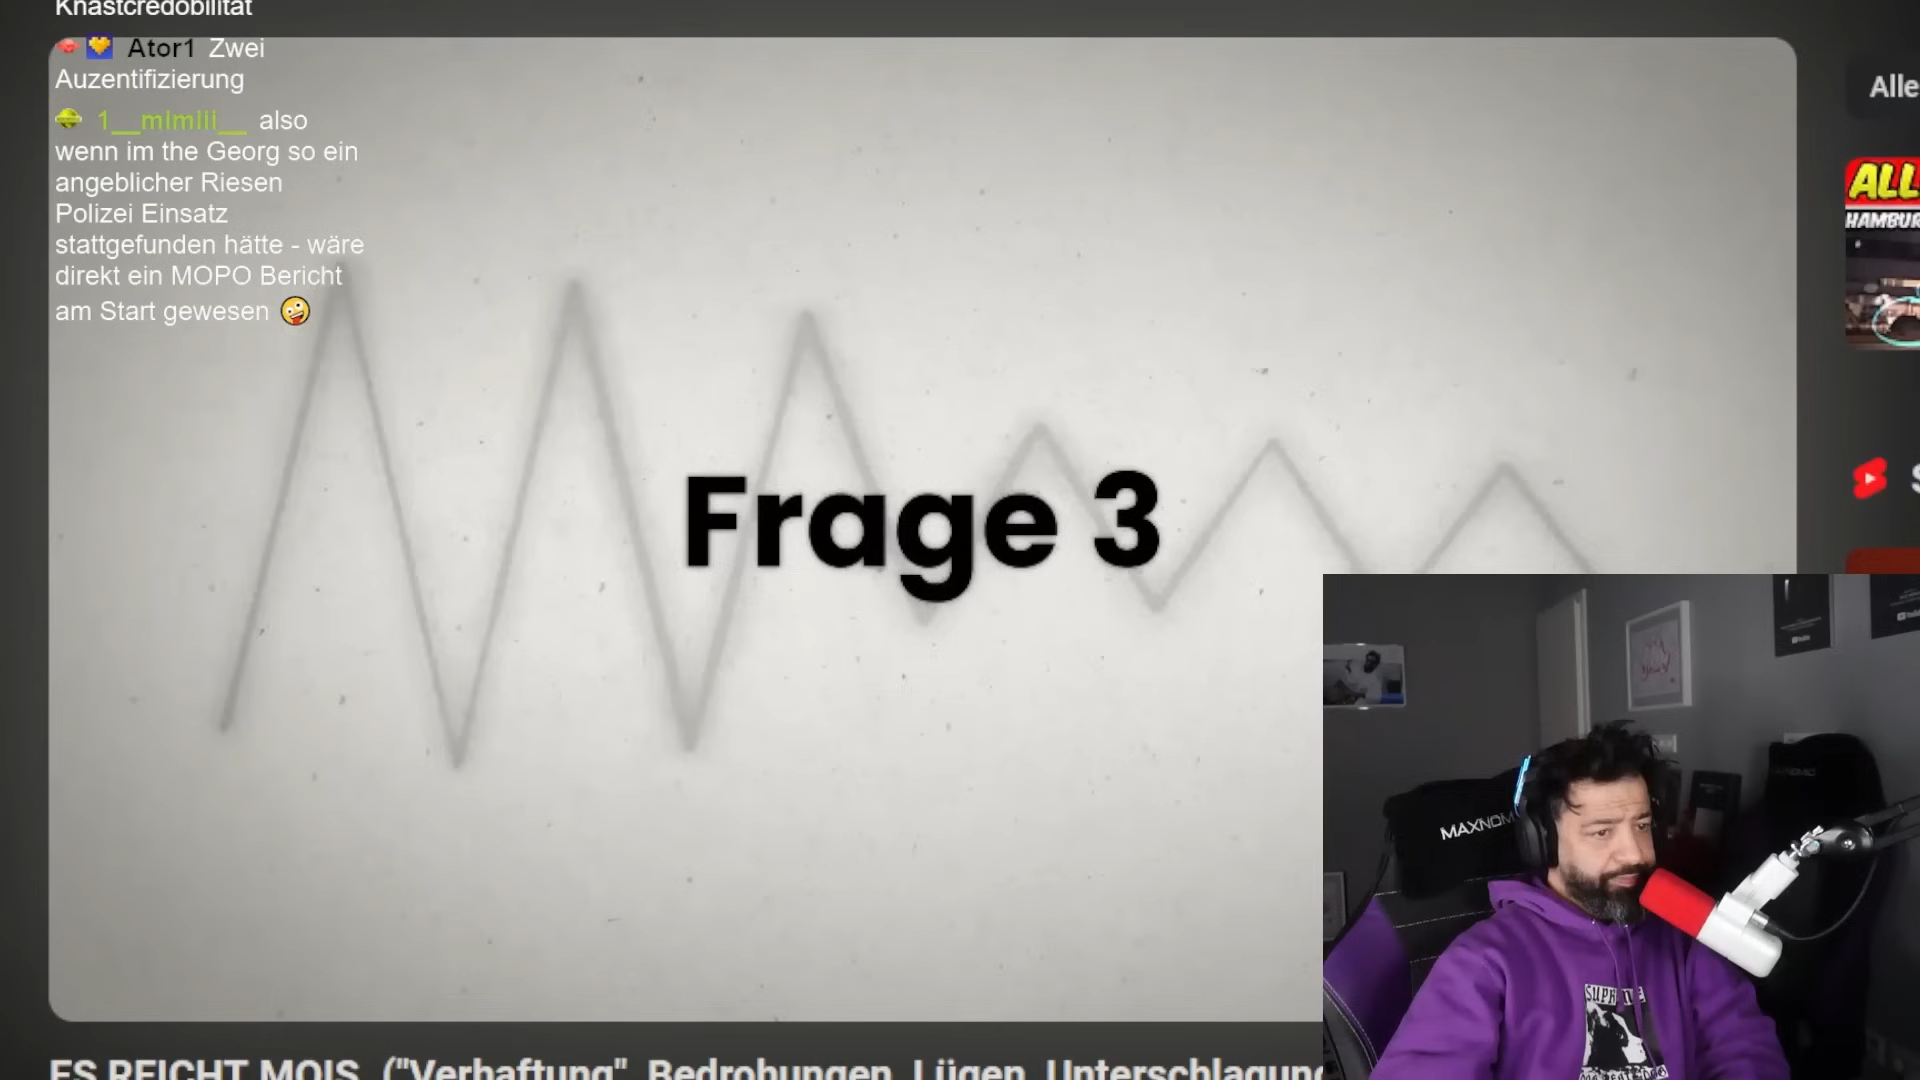 Knastcredobilität
Ator1 Zwei
Auzentifizierung
1__mimiii__ also
wenn im the Georg so ein
angeblicher Riesen
Polizei Einsatz
stattgefunden hätte - wäre
direkt ein MOPO Bericht
am Start gewesen 🤪
Alle
ALL
HAMBUR
Frage 3
MAXNOM
ES REICHT MOIS. ("Verhaftung", Bedrohungen, Lügen, Unterschlagung